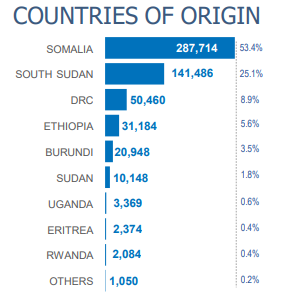 COUNTRIES OF ORIGIN
SOMALIA 287,714 53.4%
SOUTH SUDAN 141,486 25.1%
DRC 50,460 8.9%
ETHIOPIA 31,184 5.6%
BURUNDI 20,948 3.5%
SUDAN 10,148 1.8%
UGANDA 3,369 0.6%
ERITREA 2,374 0.4%
RWANDA 2,084 0.4%
OTHERS 1,050 0.2%